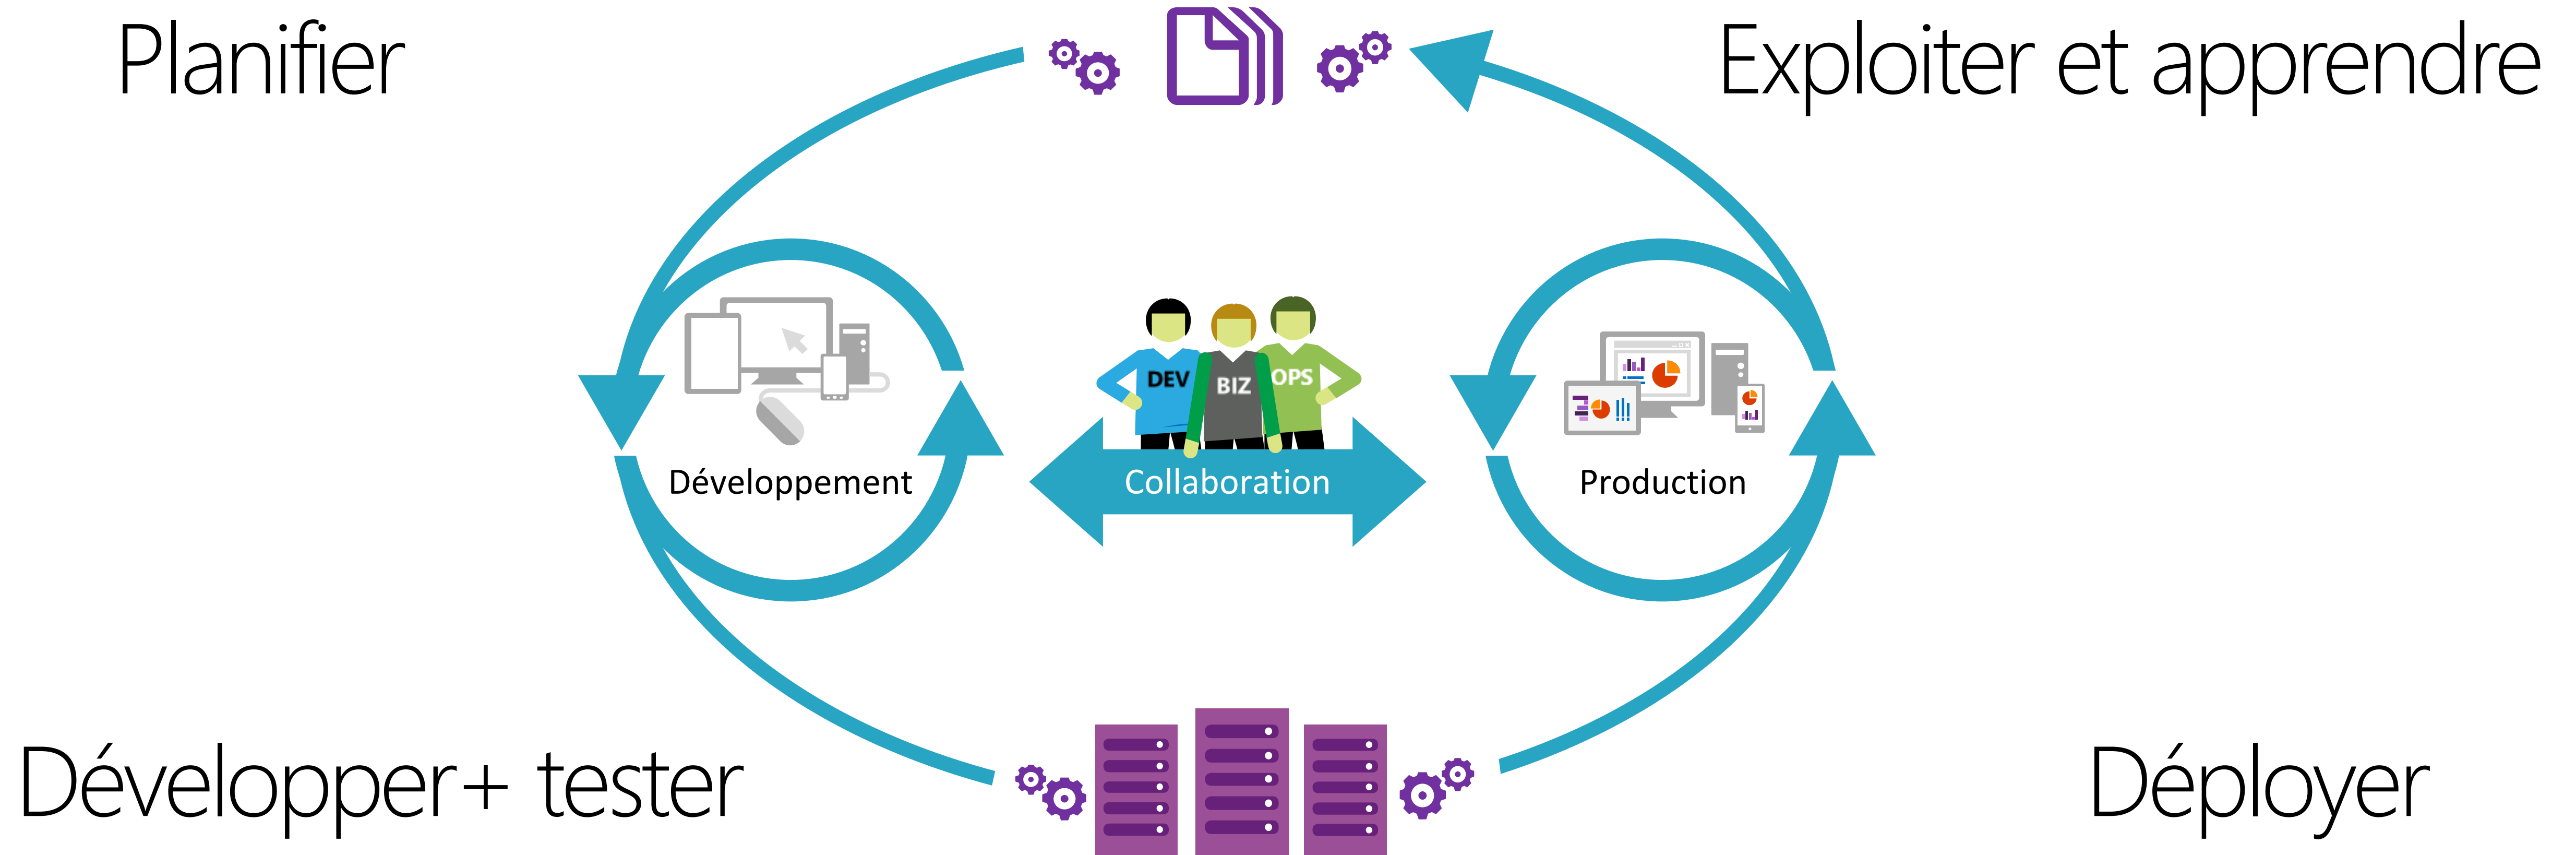 Planifier
Exploiter et apprendre
DEV
BIZ
OPS
Développement
Collaboration
Production
Développer+ tester
Déployer